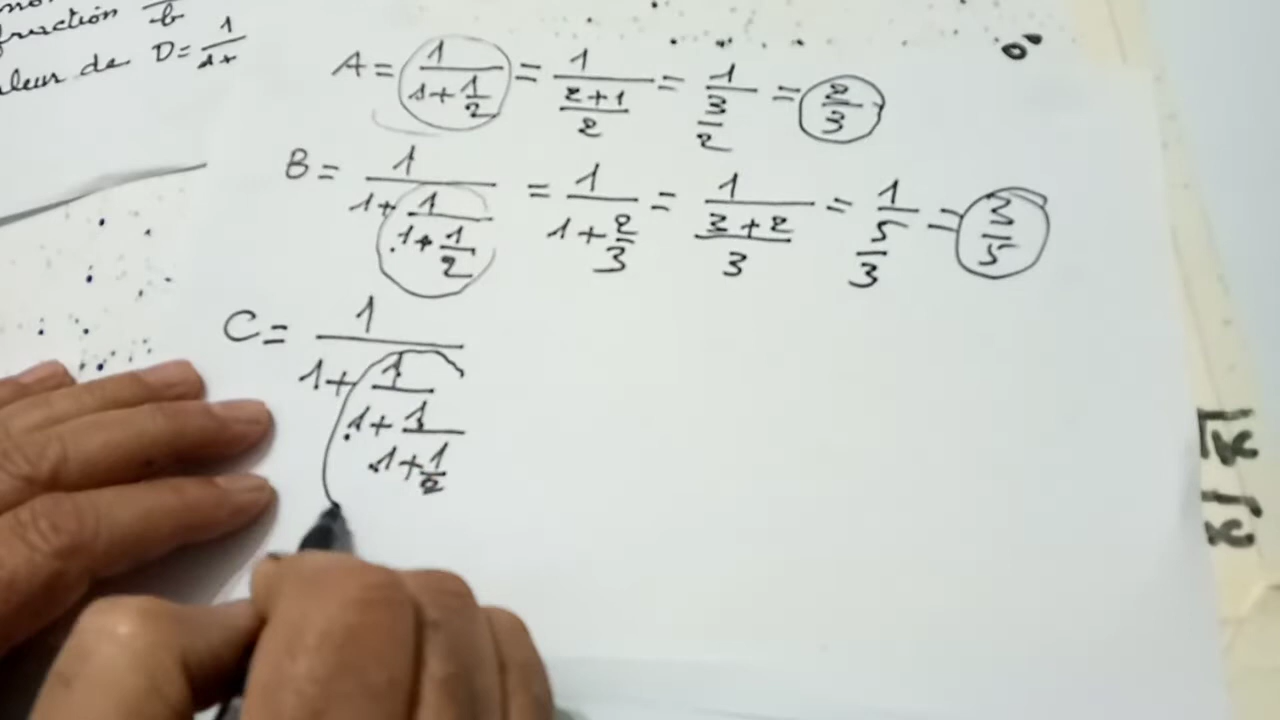 fraction a/b
leur de D = 1/1+
A = 1/(1+1/2) = 1/((2+1)/2) = 1/(3/2) = 2/3
B = 1/(1+1/(1+1/2)) = 1/(1+2/3) = 1/((3+2)/3) = 1/(5/3) = 3/5
C = 1/(1+1/(1+1/(1+1/2)))